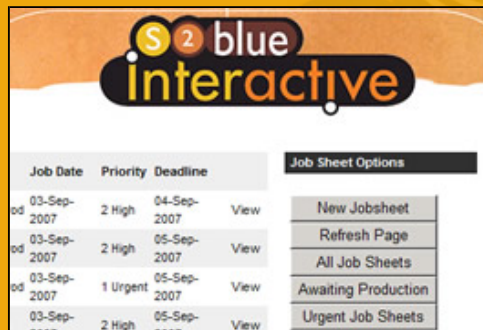 S2 blue
interactive
Job Date Priority Deadline
Job Sheet Options
03-Sep-
2007 2 High 04-Sep-
2007 View
03-Sep-
2007 2 High 05-Sep-
2007 View
03-Sep-
2007 1 Urgent 05-Sep-
2007 View
03-Sep-
2 High 05-Sep-
View
New Jobsheet
Refresh Page
All Job Sheets
Awaiting Production
Urgent Job Sheets